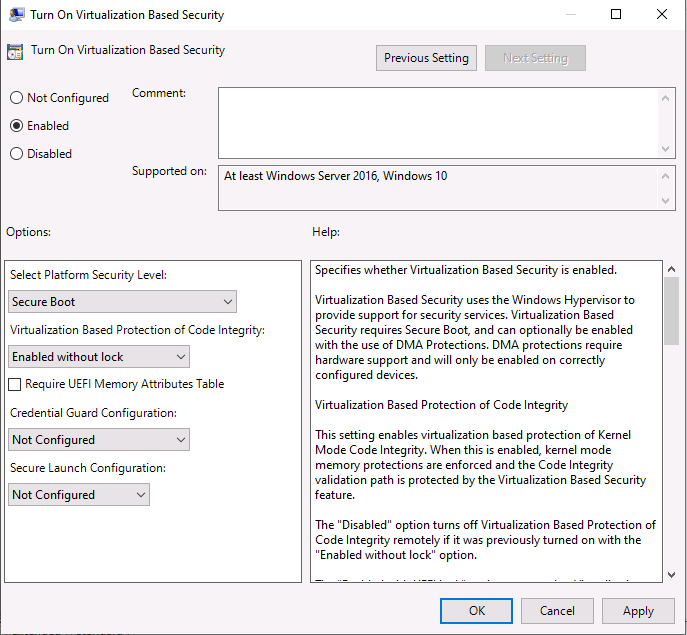 Turn On Virtualization Based Security
Turn On Virtualization Based Security
Previous Setting
Next Setting
Not Configured
Enabled
Disabled
Comment:
Supported on:
At least Windows Server 2016, Windows 10
Options:
Help:
Select Platform Security Level:
Secure Boot
Virtualization Based Protection of Code Integrity:
Enabled without lock
Require UEFI Memory Attributes Table
Credential Guard Configuration:
Not Configured
Secure Launch Configuration:
Not Configured
Specifies whether Virtualization Based Security is enabled.
Virtualization Based Security uses the Windows Hypervisor to
provide support for security services. Virtualization Based
Security requires Secure Boot, and can optionally be enabled
with the use of DMA Protections. DMA protections require
hardware support and will only be enabled on correctly
configured devices.
Virtualization Based Protection of Code Integrity
This setting enables virtualization based protection of Kernel
Mode Code Integrity. When this is enabled, kernel mode
memory protections are enforced and the Code Integrity
validation path is protected by the Virtualization Based Security
feature.
The "Disabled" option turns off Virtualization Based Protection of
Code Integrity remotely if it was previously turned on with the
"Enabled without lock" option.
OK
Cancel
Apply